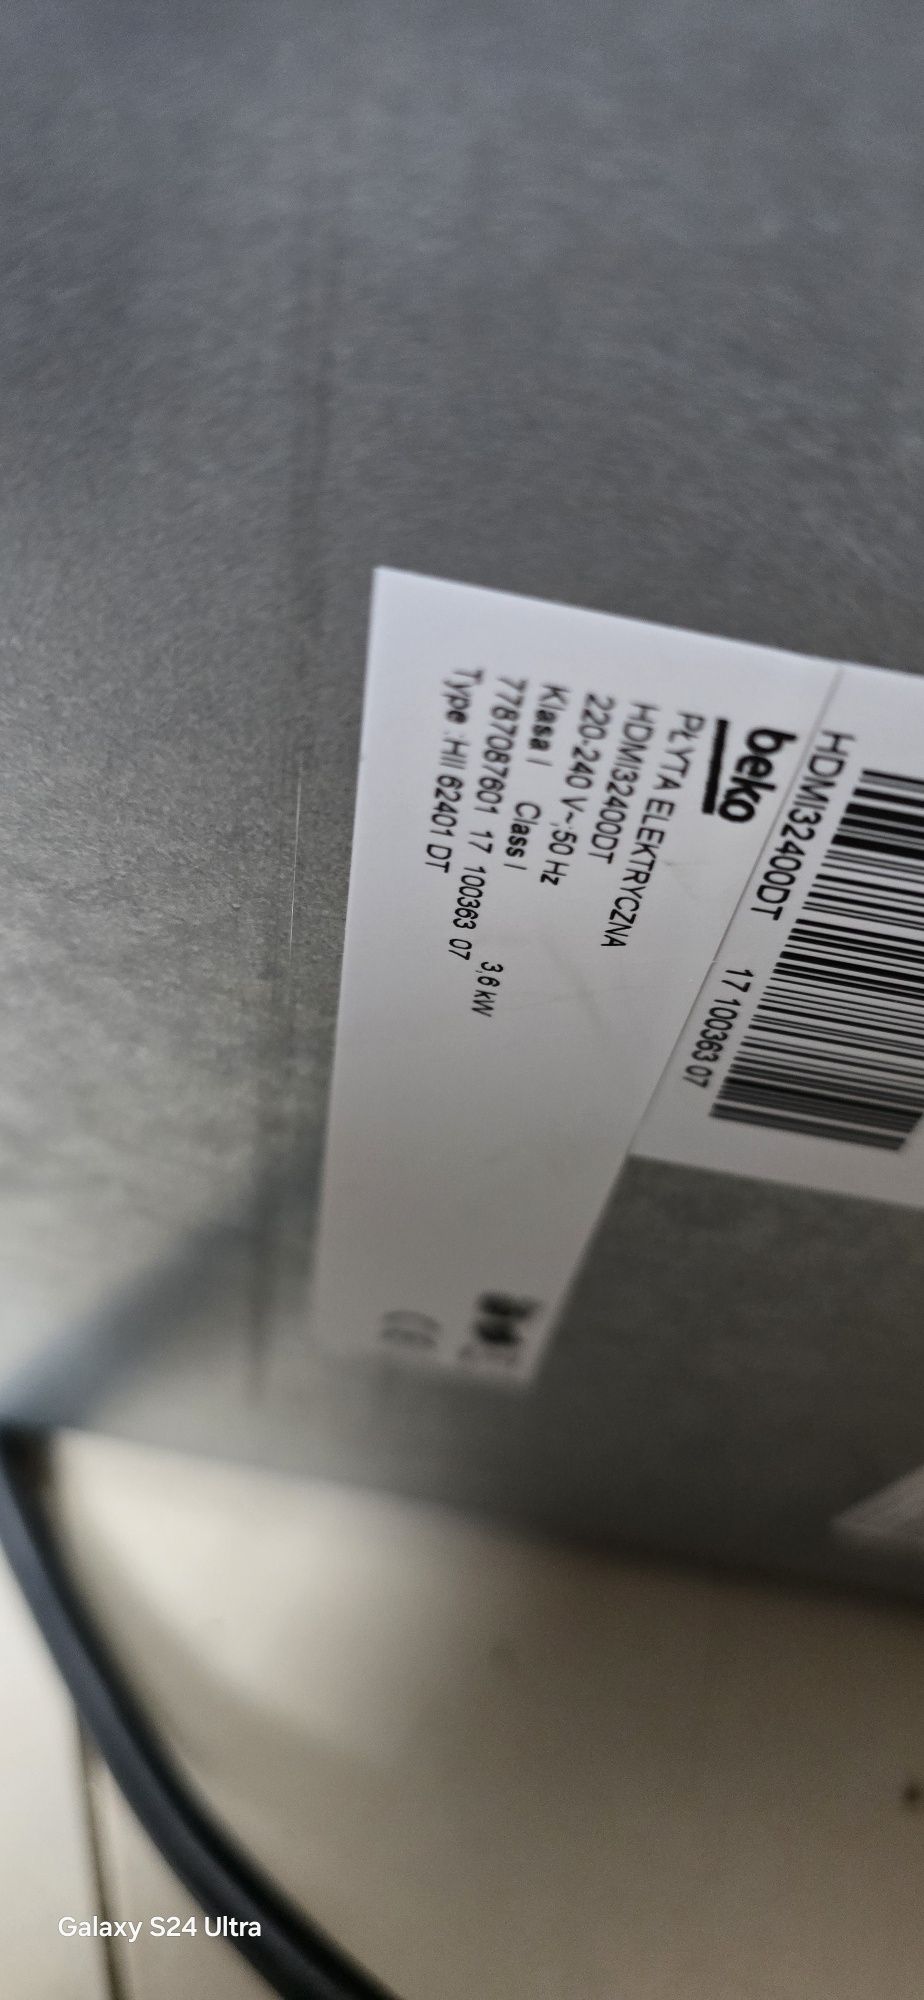 HDMI32400DT 17 100363 07
beko
PŁYTA ELEKTRYCZNA
HDMI32400DT
220-240 V~,50 Hz
Klasa I Class I
7787087601 17 100363 07 3,6 kW
Type :HII 62401 DT
CE
Galaxy S24 Ultra